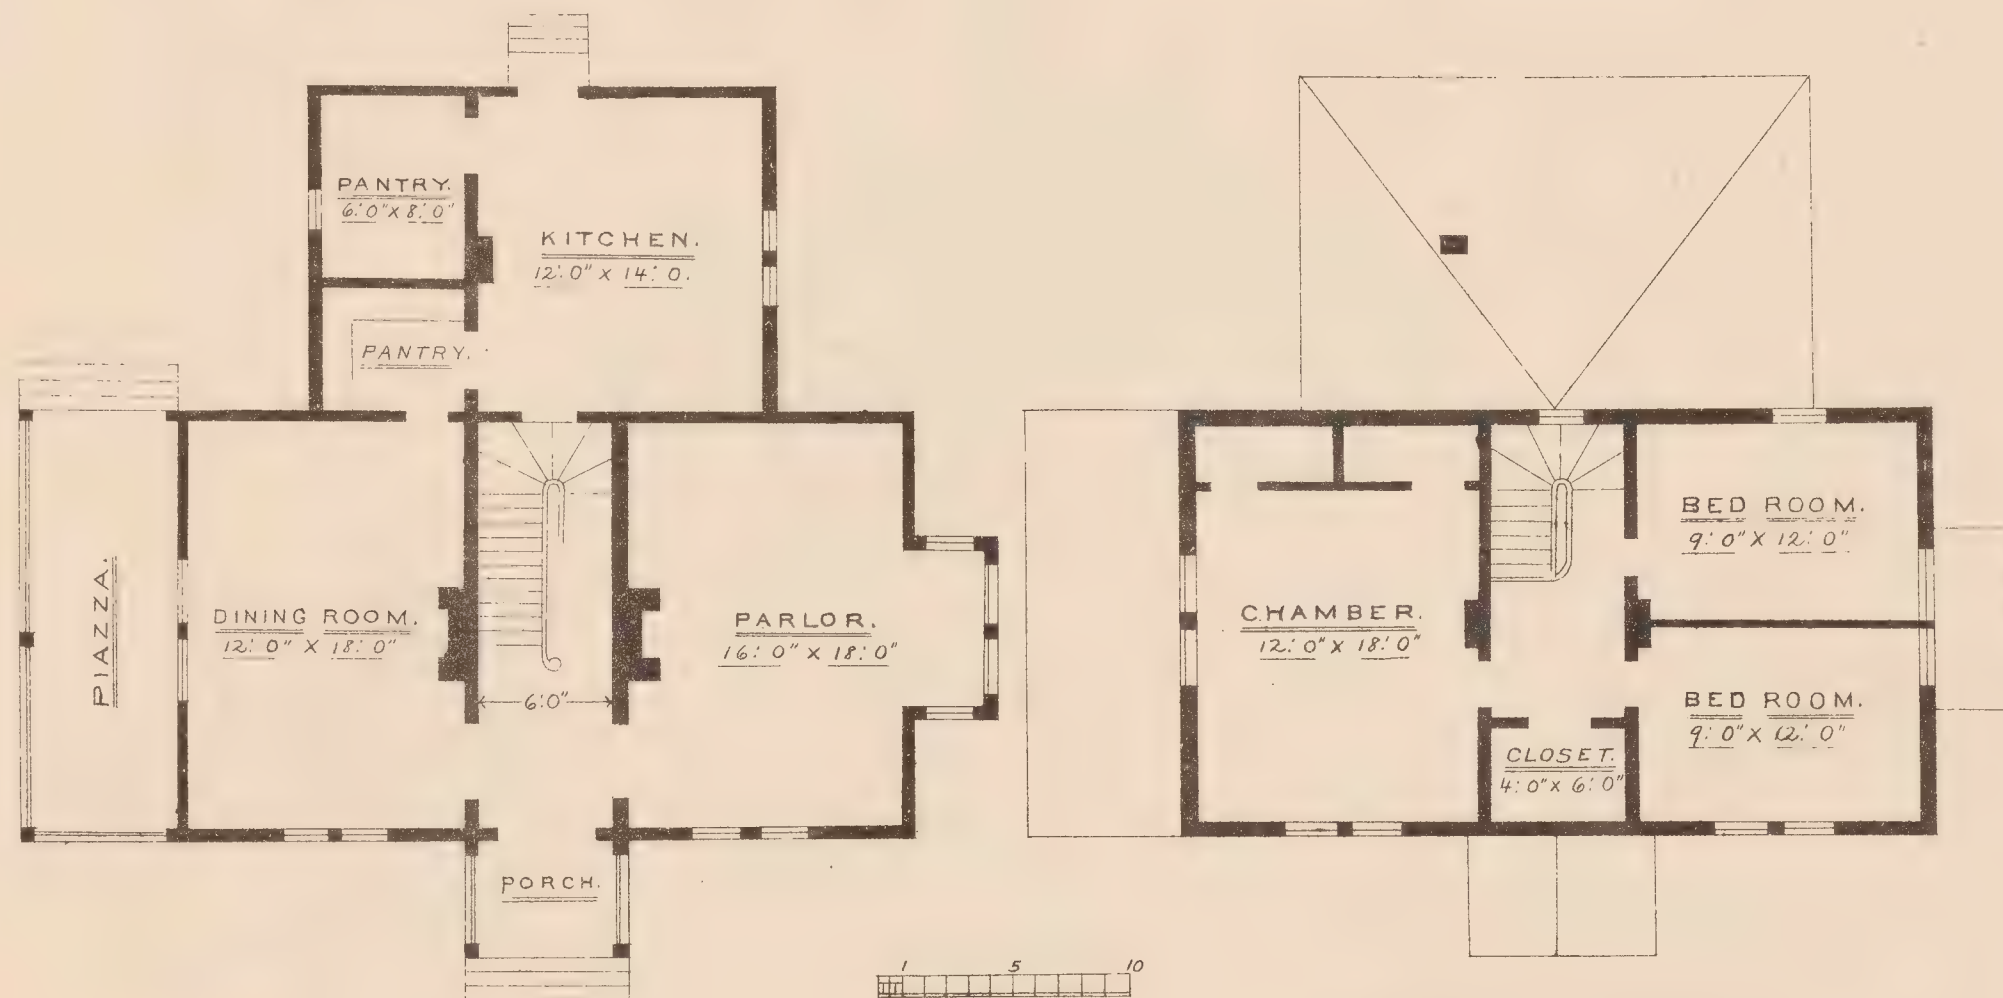 PANTRY.
6'.0" X 8'.0"
KITCHEN.
12'.0" X 14'.0.
PANTRY.
PIAZZA.
DINING ROOM.
12'.0" X 18'.0"
PARLOR.
16'.0" X 18'.0"
6'.0"
PORCH.
BED ROOM.
9'.0" X 12'.0"
CHAMBER.
12'.0" X 18'.0"
BED ROOM.
9'.0" X 12'.0"
CLOSET.
4'.0" X 6'.0"
1 5 10